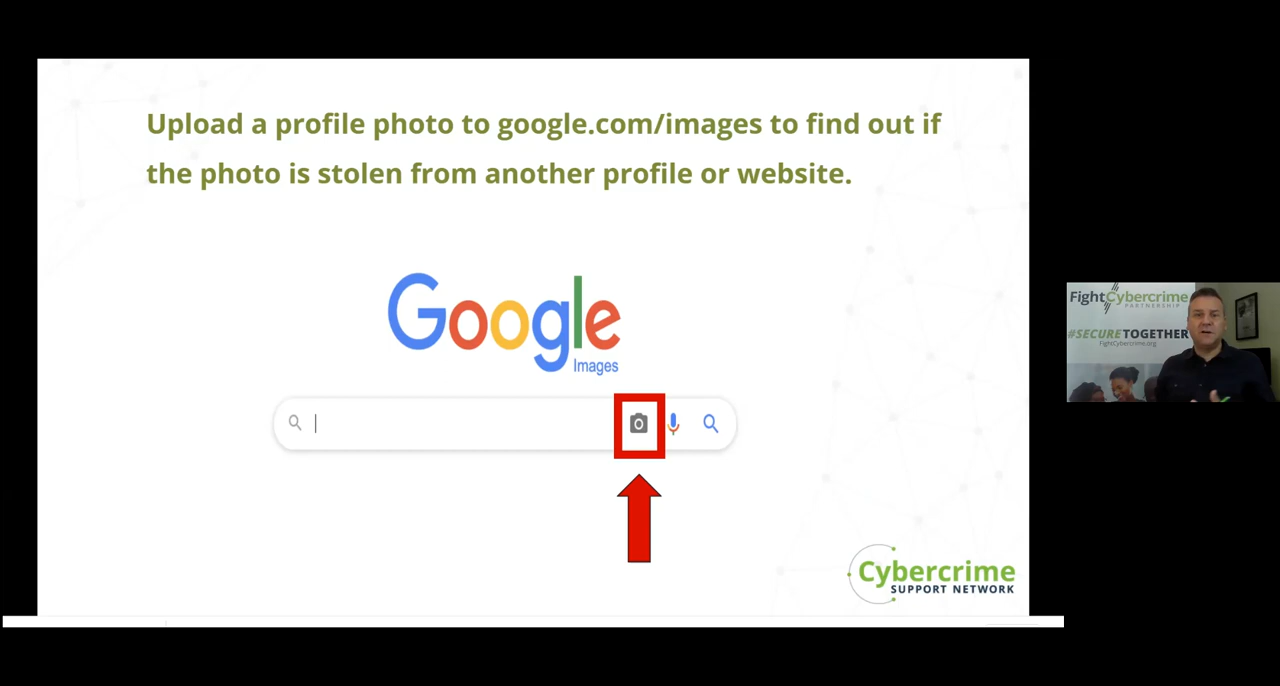 Upload a profile photo to google.com/images to find out if
the photo is stolen from another profile or website.
Google
Images
Cybercrime
SUPPORT NETWORK
FightCybercrime
PARTNERSHIP
#SECURETOGETHER
FightCybercrime.org